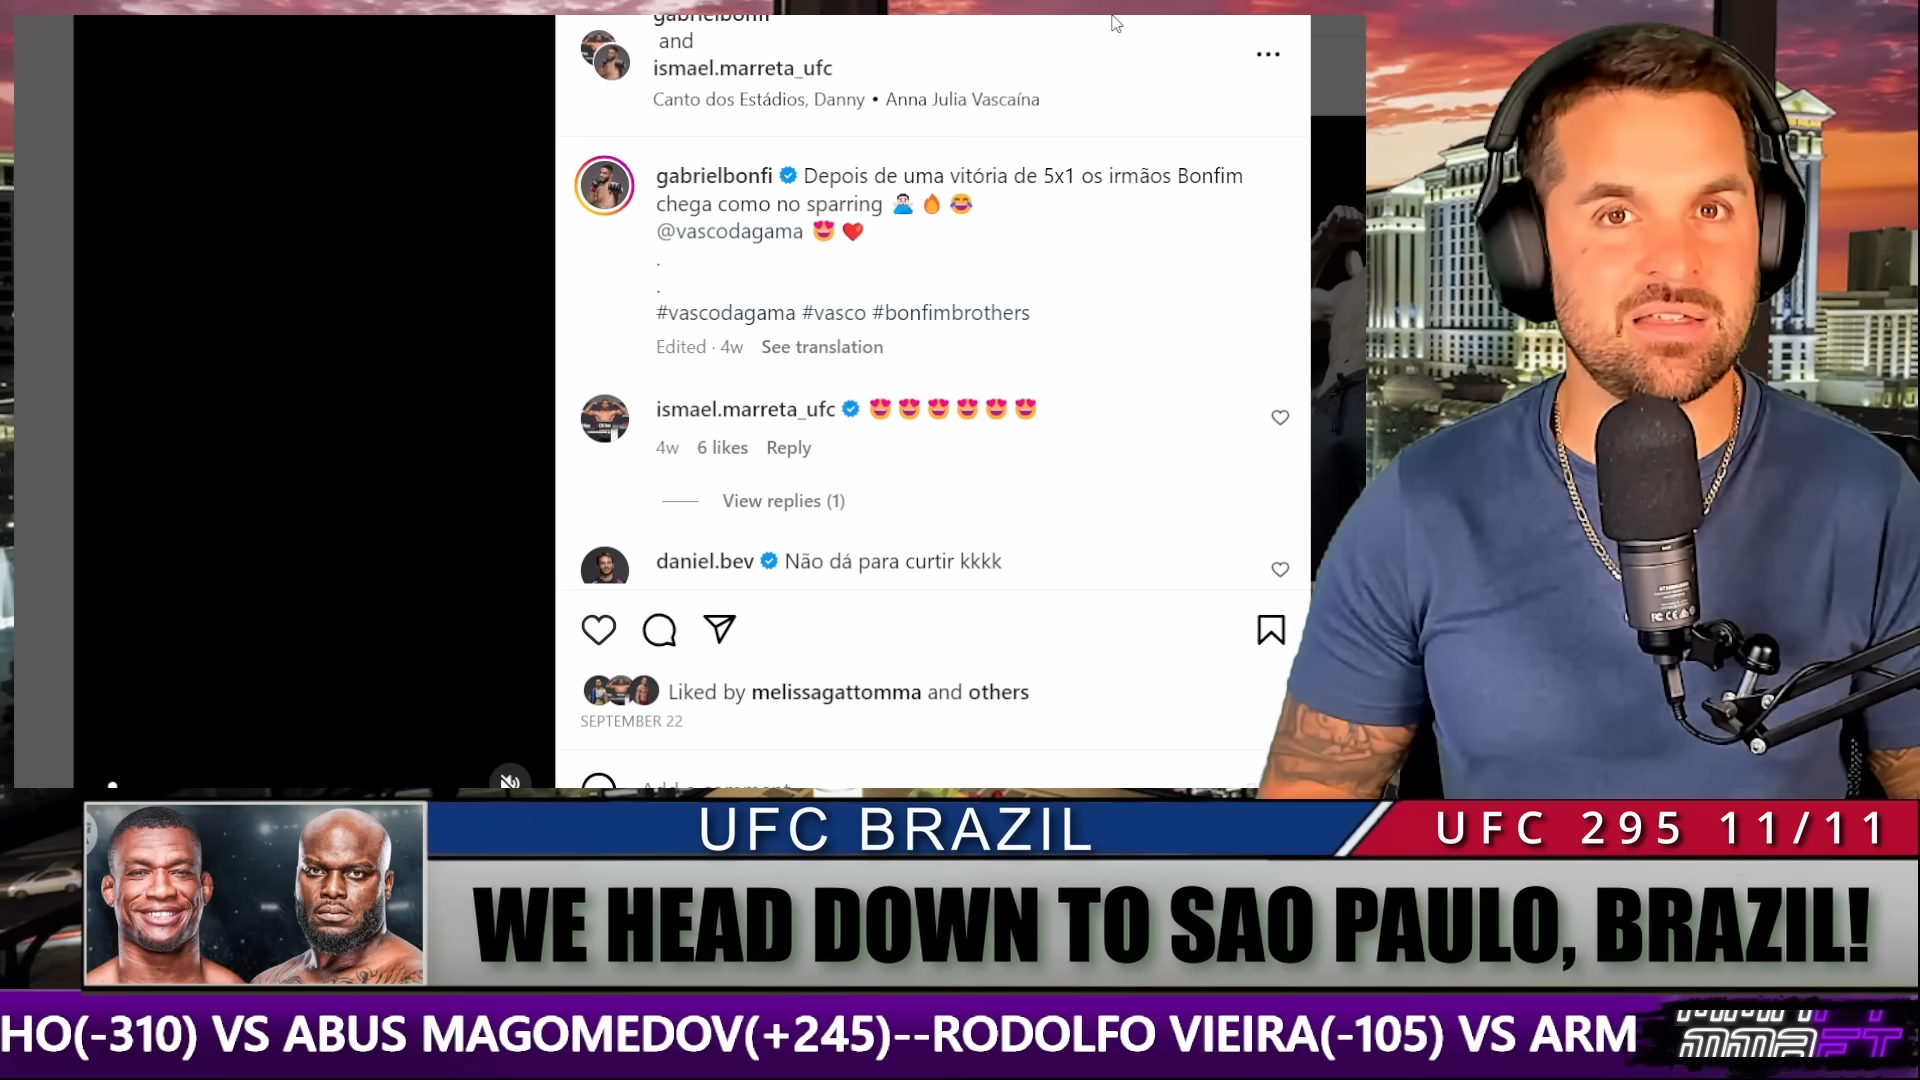 gabrielbonfi
and
ismael.marreta_ufc
Canto dos Estádios, Danny • Anna Julia Vascaína
gabrielbonfi Depois de uma vitória de 5x1 os irmãos Bonfim
chega como no sparring 🤦🏻‍♂️ 🔥 😂
@vascodagama 😍 ❤️
.
.
#vascodagama #vasco #bonfimbrothers
Edited · 4w See translation
ismael.marreta_ufc 😍😍😍😍😍😍
4w 6 likes Reply
View replies (1)
daniel.bev Não dá para curtir kkkk
Liked by melissagattomma and others
SEPTEMBER 22
Add a comment...
UFC BRAZIL
UFC 295 11/11
WE HEAD DOWN TO SAO PAULO, BRAZIL!
HO(-310) VS ABUS MAGOMEDOV(+245)--RODOLFO VIEIRA(-105) VS ARM